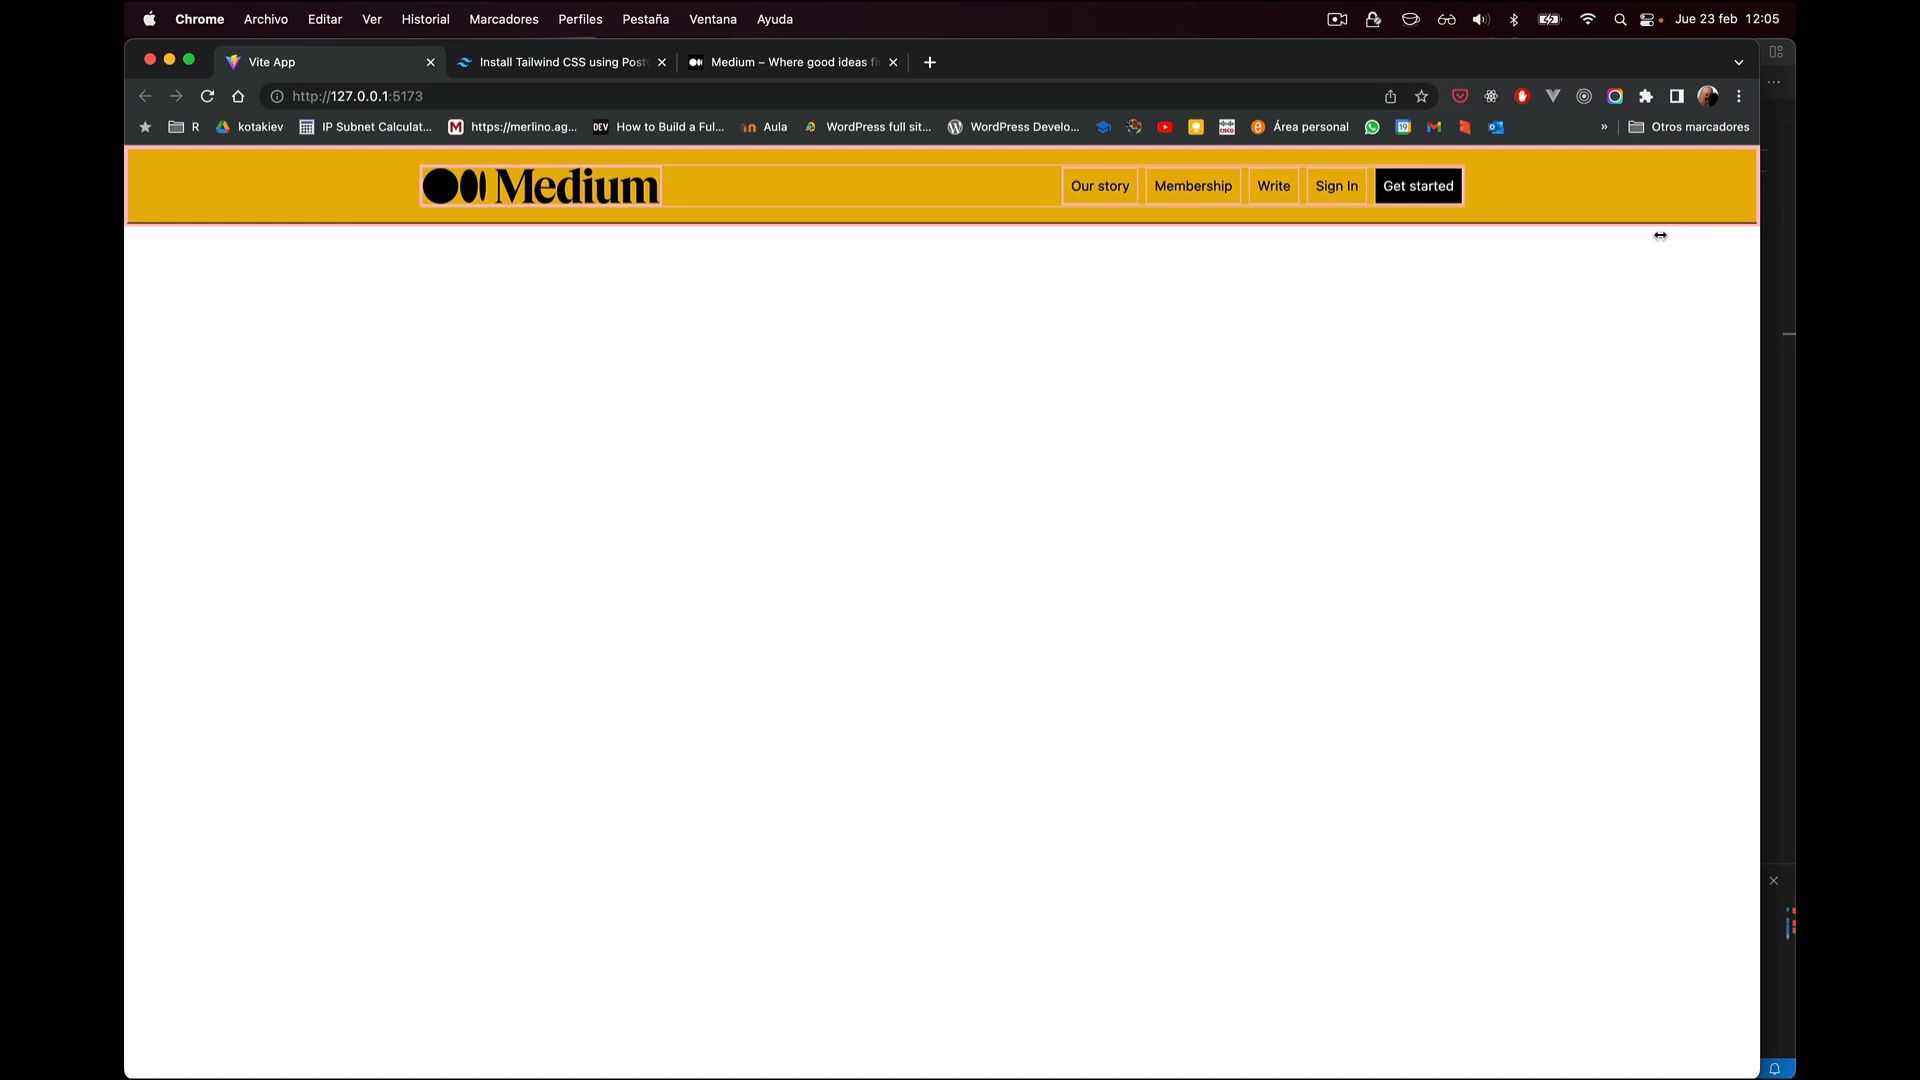 Chrome Archivo Editar Ver Historial Marcadores Perfiles Pestaña Ventana Ayuda Jue 23 feb 12:05
Vite App Install Tailwind CSS using Post Medium – Where good ideas fi
http://127.0.0.1:5173
R kotakiev IP Subnet Calculat... https://merlino.ag... DEV How to Build a Ful... Aula WordPress full sit... WordPress Develo... Área personal 19 » Otros marcadores
Medium Our story Membership Write Sign In Get started